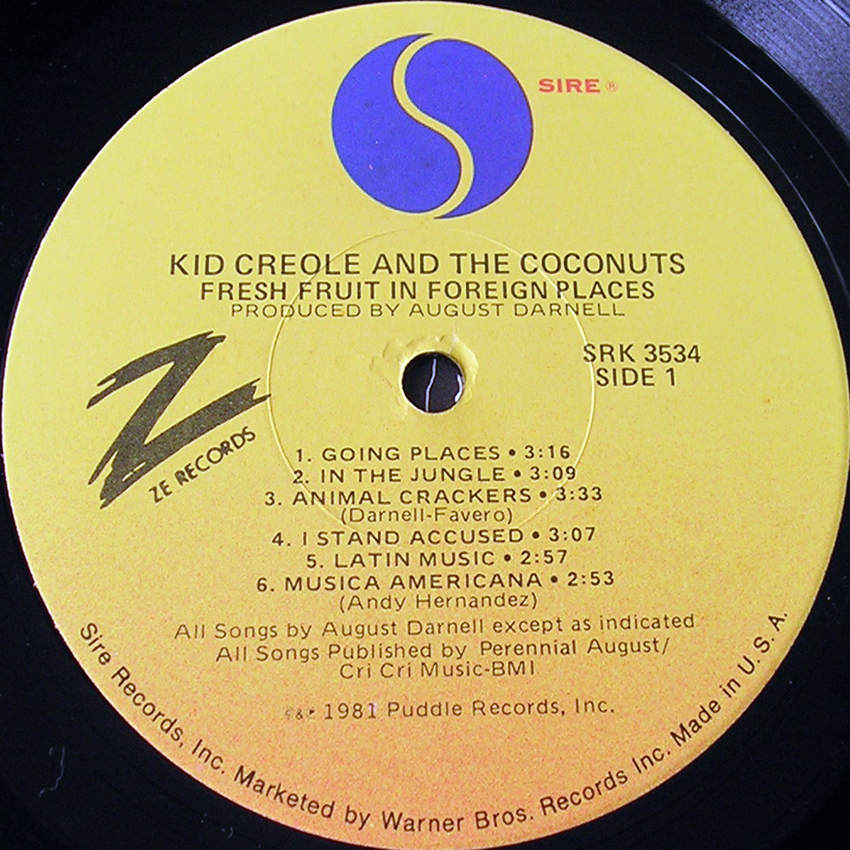 SIRE ®
KID CREOLE AND THE COCONUTS
FRESH FRUIT IN FOREIGN PLACES
PRODUCED BY AUGUST DARNELL
SRK 3534
SIDE 1
Z
ZE RECORDS
1. GOING PLACES • 3:16
2. IN THE JUNGLE • 3:09
3. ANIMAL CRACKERS • 3:33
(Darnell-Favero)
4. I STAND ACCUSED • 3:07
5. LATIN MUSIC • 2:57
6. MUSICA AMERICANA • 2:53
(Andy Hernandez)
All Songs by August Darnell except as indicated
All Songs Published by Perennial August/
Cri Cri Music-BMI
©&℗ 1981 Puddle Records, Inc.
Sire Records, Inc. Marketed by Warner Bros. Records Inc. Made in U.S.A.